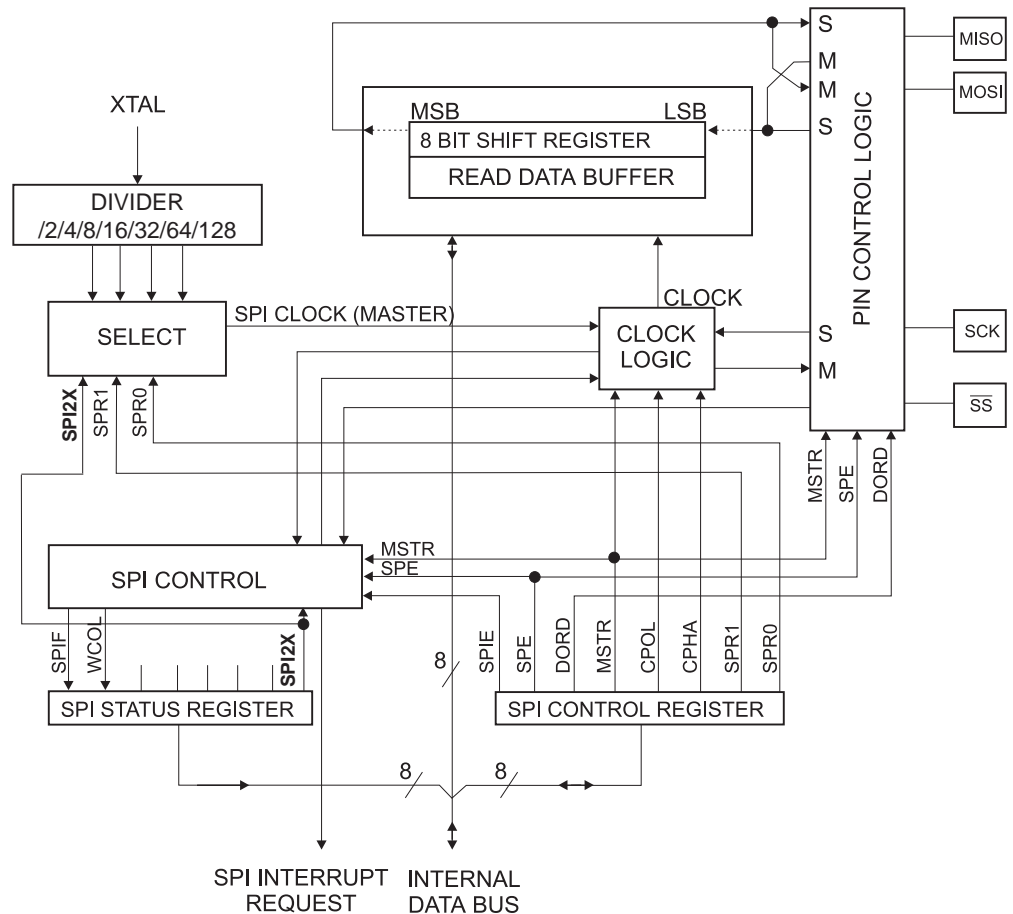 S
MISO
M
M
MOSI
S
PIN CONTROL LOGIC
XTAL
MSB
LSB
8 BIT SHIFT REGISTER
READ DATA BUFFER
DIVIDER
/2/4/8/16/32/64/128
SPI CLOCK (MASTER)
CLOCK
SELECT
CLOCK
LOGIC
S
M
SCK
SS
SPI2X
SPR1
SPR0
MSTR
SPE
DORD
SPI CONTROL
MSTR
SPE
SPIF
WCOL
SPI2X
8
SPIE
SPE
DORD
MSTR
CPOL
CPHA
SPR1
SPR0
SPI STATUS REGISTER
SPI CONTROL REGISTER
8
8
SPI INTERRUPT
REQUEST
INTERNAL
DATA BUS